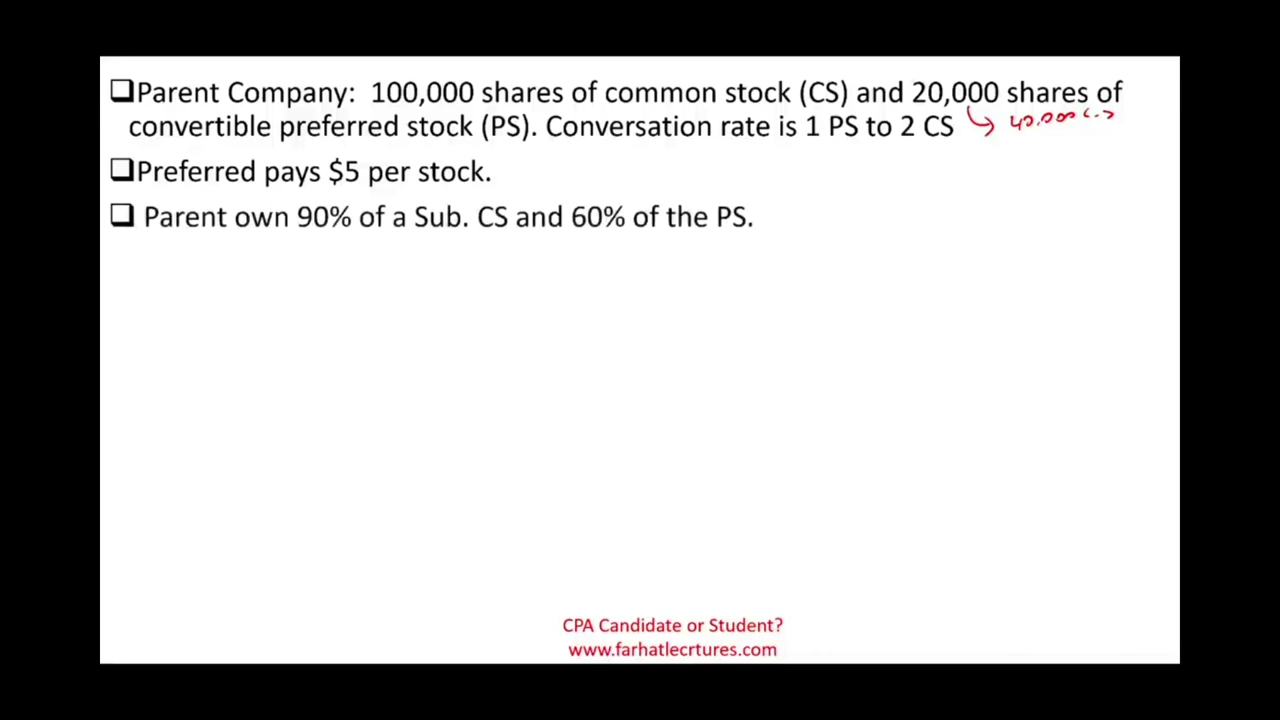 ❑Parent Company: 100,000 shares of common stock (CS) and 20,000 shares of
convertible preferred stock (PS). Conversation rate is 1 PS to 2 CS
40,000 C.S
❑Preferred pays $5 per stock.
❑ Parent own 90% of a Sub. CS and 60% of the PS.
CPA Candidate or Student?
www.farhatlecrtures.com